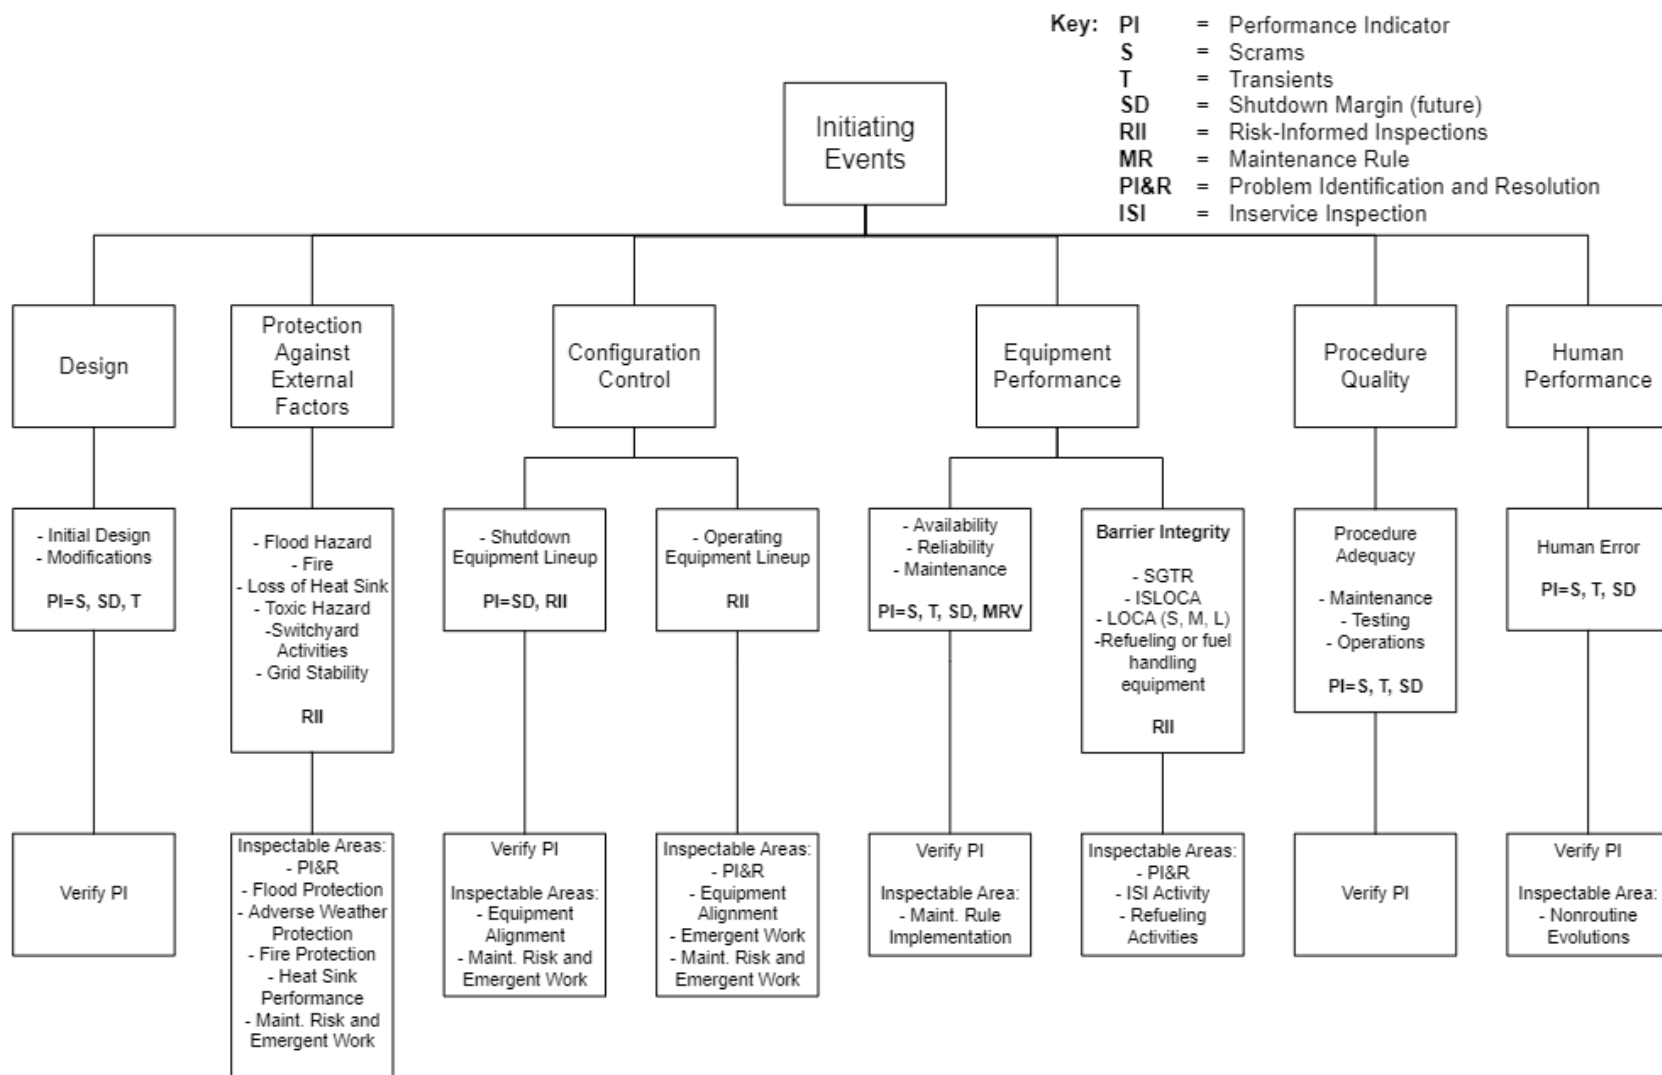 Key: PI = Performance Indicator
S = Scrams
T = Transients
SD = Shutdown Margin (future)
RII = Risk-Informed Inspections
MR = Maintenance Rule
PI&R = Problem Identification and Resolution
ISI = Inservice Inspection
Initiating
Events
Design
Protection
Against
External
Factors
Configuration
Control
Equipment
Performance
Procedure
Quality
Human
Performance
- Initial Design
- Modifications
PI=S, SD, T
- Flood Hazard
- Fire
- Loss of Heat Sink
- Toxic Hazard
-Switchyard
Activities
- Grid Stability
RII
- Shutdown
Equipment Lineup
PI=SD, RII
- Operating
Equipment Lineup
RII
- Availability
- Reliability
- Maintenance
PI=S, T, SD, MRV
Barrier Integrity
- SGTR
- ISLOCA
- LOCA (S, M, L)
-Refueling or fuel
handling
equipment
RII
Procedure
Adequacy
- Maintenance
- Testing
- Operations
PI=S, T, SD
Human Error
PI=S, T, SD
Verify PI
Inspectable Areas:
- PI&R
- Flood Protection
- Adverse Weather
Protection
- Fire Protection
- Heat Sink
Performance
- Maint. Risk and
Emergent Work
Verify PI
Inspectable Areas:
- Equipment
Alignment
- Maint. Risk and
Emergent Work
Inspectable Areas:
- PI&R
- Equipment
Alignment
- Emergent Work
- Maint. Risk and
Emergent Work
Verify PI
Inspectable Area:
- Maint. Rule
Implementation
Inspectable Areas:
- PI&R
- ISI Activity
- Refueling
Activities
Verify PI
Verify PI
Inspectable Area:
- Nonroutine
Evolutions